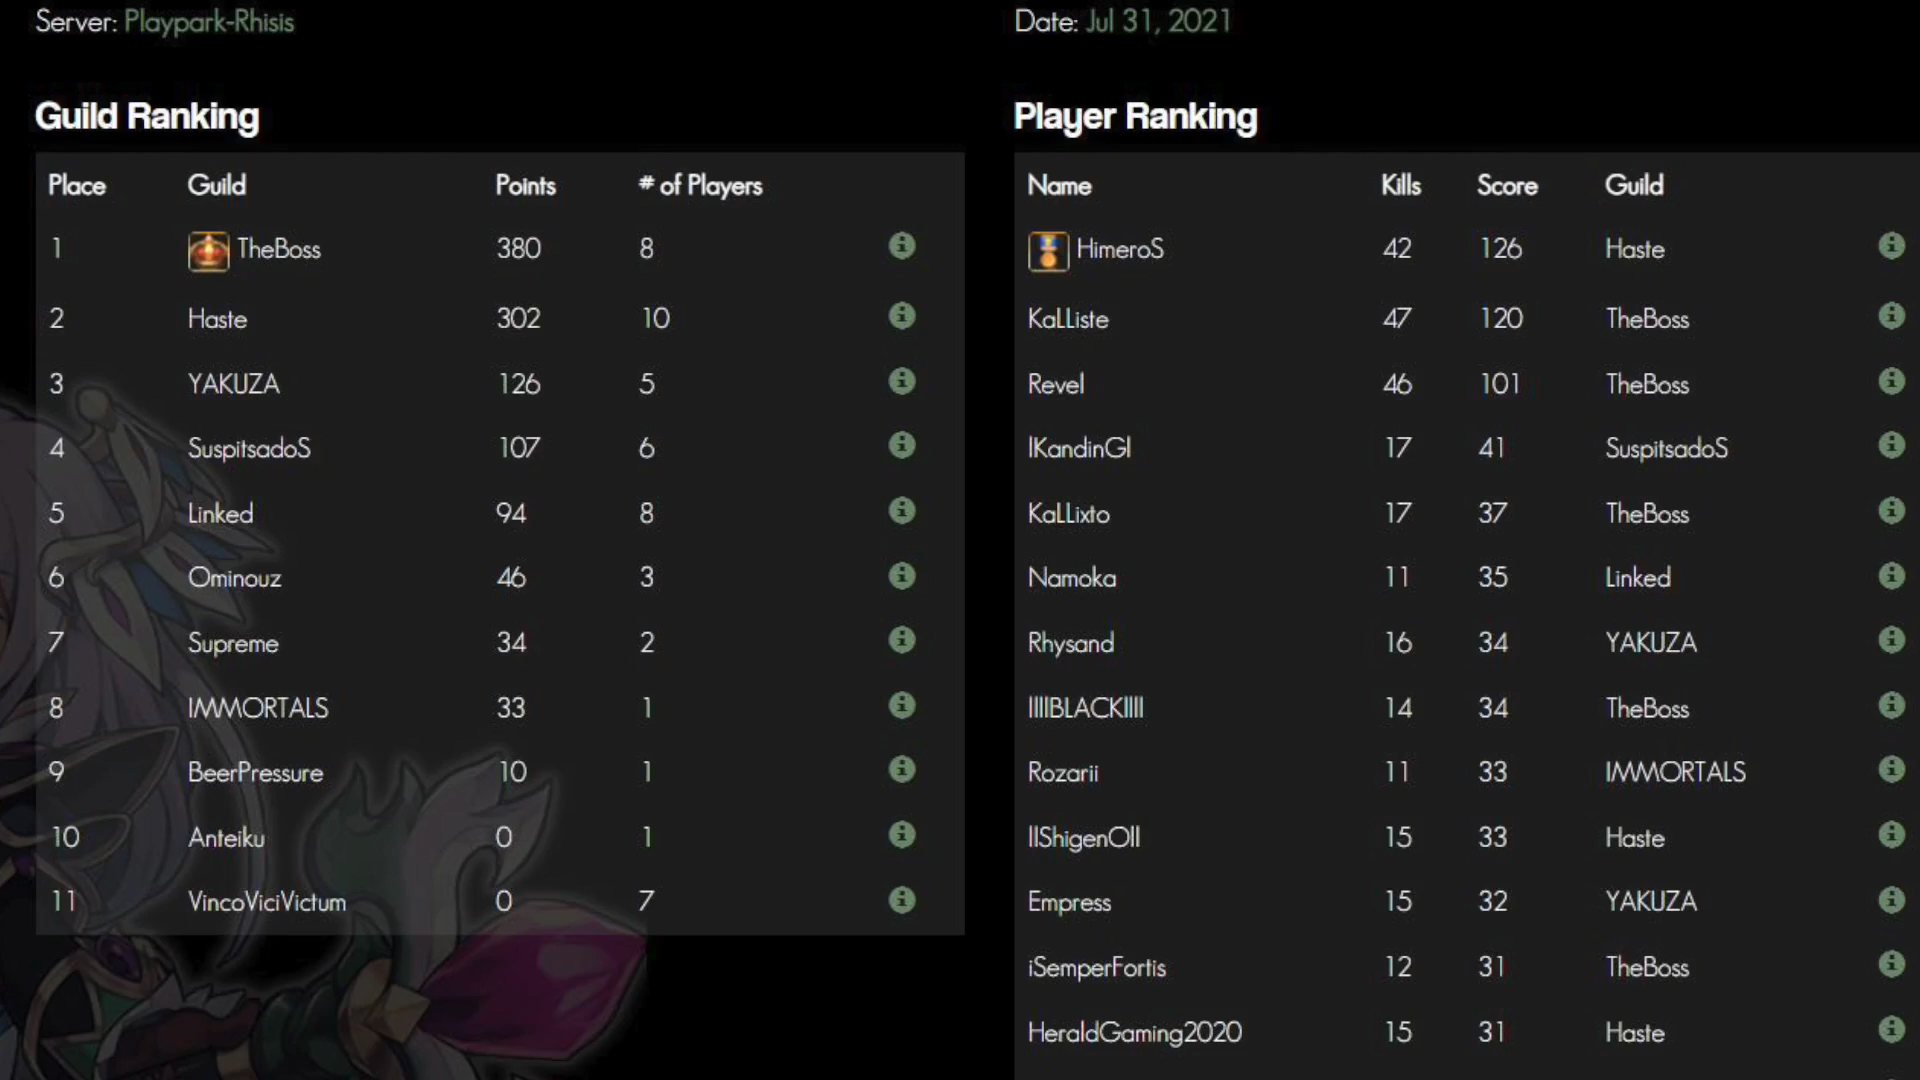 Server: Playpark-Rhisis
Date: Jul 31, 2021
Guild Ranking
Place Guild Points # of Players
1 TheBoss 380 8
2 Haste 302 10
3 YAKUZA 126 5
4 SuspitsadoS 107 6
5 Linked 94 8
6 Ominouz 46 3
7 Supreme 34 2
8 IMMORTALS 33 1
9 BeerPressure 10 1
10 Anteiku 0 1
11 VincoViciVictum 0 7
Player Ranking
Name Kills Score Guild
HimeroS 42 126 Haste
KaLListe 47 120 TheBoss
Revel 46 101 TheBoss
lKandinGl 17 41 SuspitsadoS
KaLLixto 17 37 TheBoss
Namoka 11 35 Linked
Rhysand 16 34 YAKUZA
llllBLACKllll 14 34 TheBoss
Rozarii 11 33 IMMORTALS
llShigenOll 15 33 Haste
Empress 15 32 YAKUZA
iSemperFortis 12 31 TheBoss
HeraldGaming2020 15 31 Haste